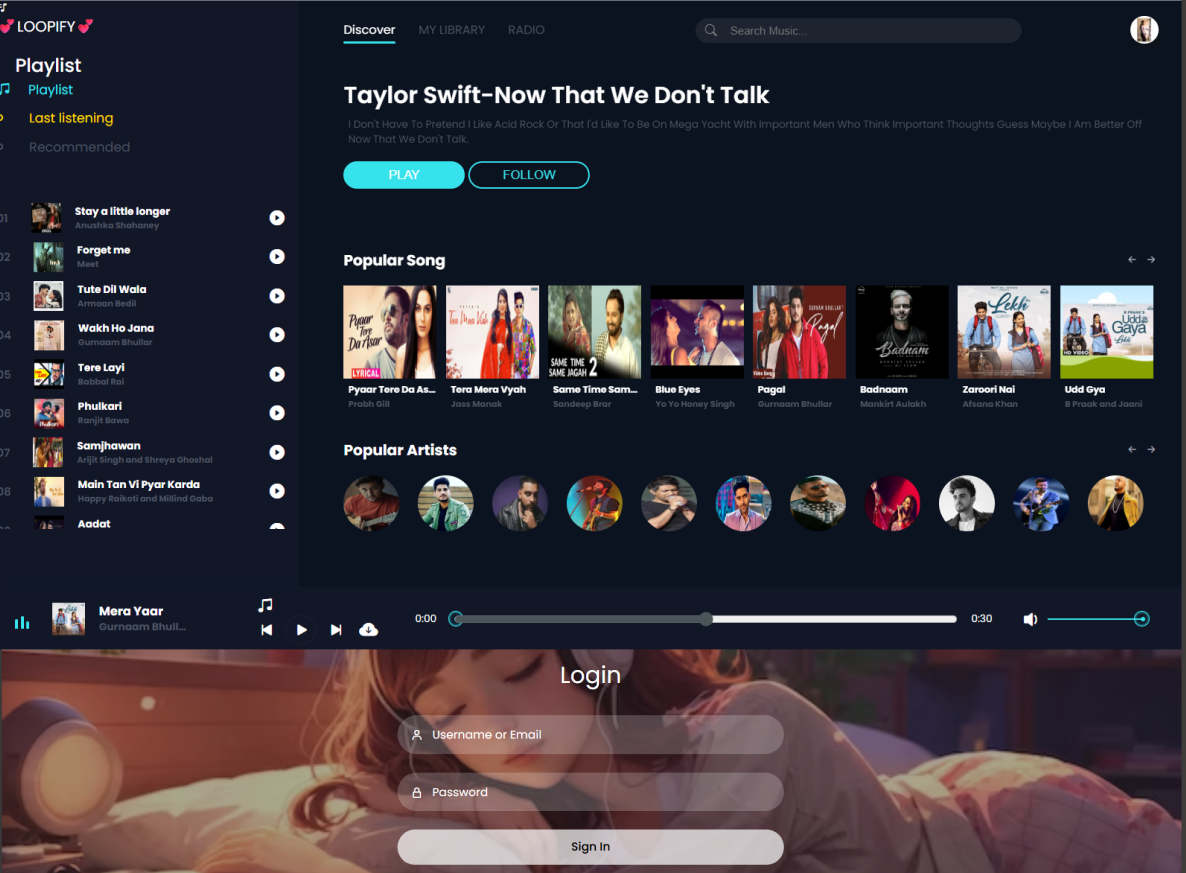 💕 LOOPIFY 💕
Playlist
Playlist
Last listening
Recommended
01 Stay a little longer
Anushka Shahaney
02 Forget me
Meet
03 Tute Dil Wala
Armaan Bedil
04 Wakh Ho Jana
Gurnaam Bhullar
05 Tere Layi
Babbal Rai
06 Phulkari
Ranjit Bawa
07 Samjhawan
Arijit Singh and Shreya Ghoshal
08 Main Tan Vi Pyar Karda
Happy Raikoti and Millind Gaba
Aadat
Discover MY LIBRARY RADIO Search Music...
Taylor Swift-Now That We Don't Talk
I Don't Have To Pretend I Like Acid Rock Or That I'd Like To Be On Mega Yacht With Important Men Who Think Important Thoughts Guess Maybe I Am Better Off
Now That We Don't Talk.
PLAY FOLLOW
Popular Song
Pyaar
Tere
Da Asar
LYRICAL
Tera Mera Viah
SAME TIME
SAME JAGAH 2
Pagal
Badnam
Lekh
B PRAAK'S
Udd
Gaya
HD VIDEO
Pyaar Tere Da As... Tera Mera Vyah Same Time Sam... Blue Eyes Pagal Badnaam Zaroori Nai Udd Gya
Prabh Gill Jass Manak Sandeep Brar Yo Yo Honey Singh Gurnaam Bhullar Mankirt Aulakh Afsana Khan B Praak and Jaani
Popular Artists
Mera Yaar
Gurnaam Bhull...
0:00 0:30
Login
Username or Email
Password
Sign In